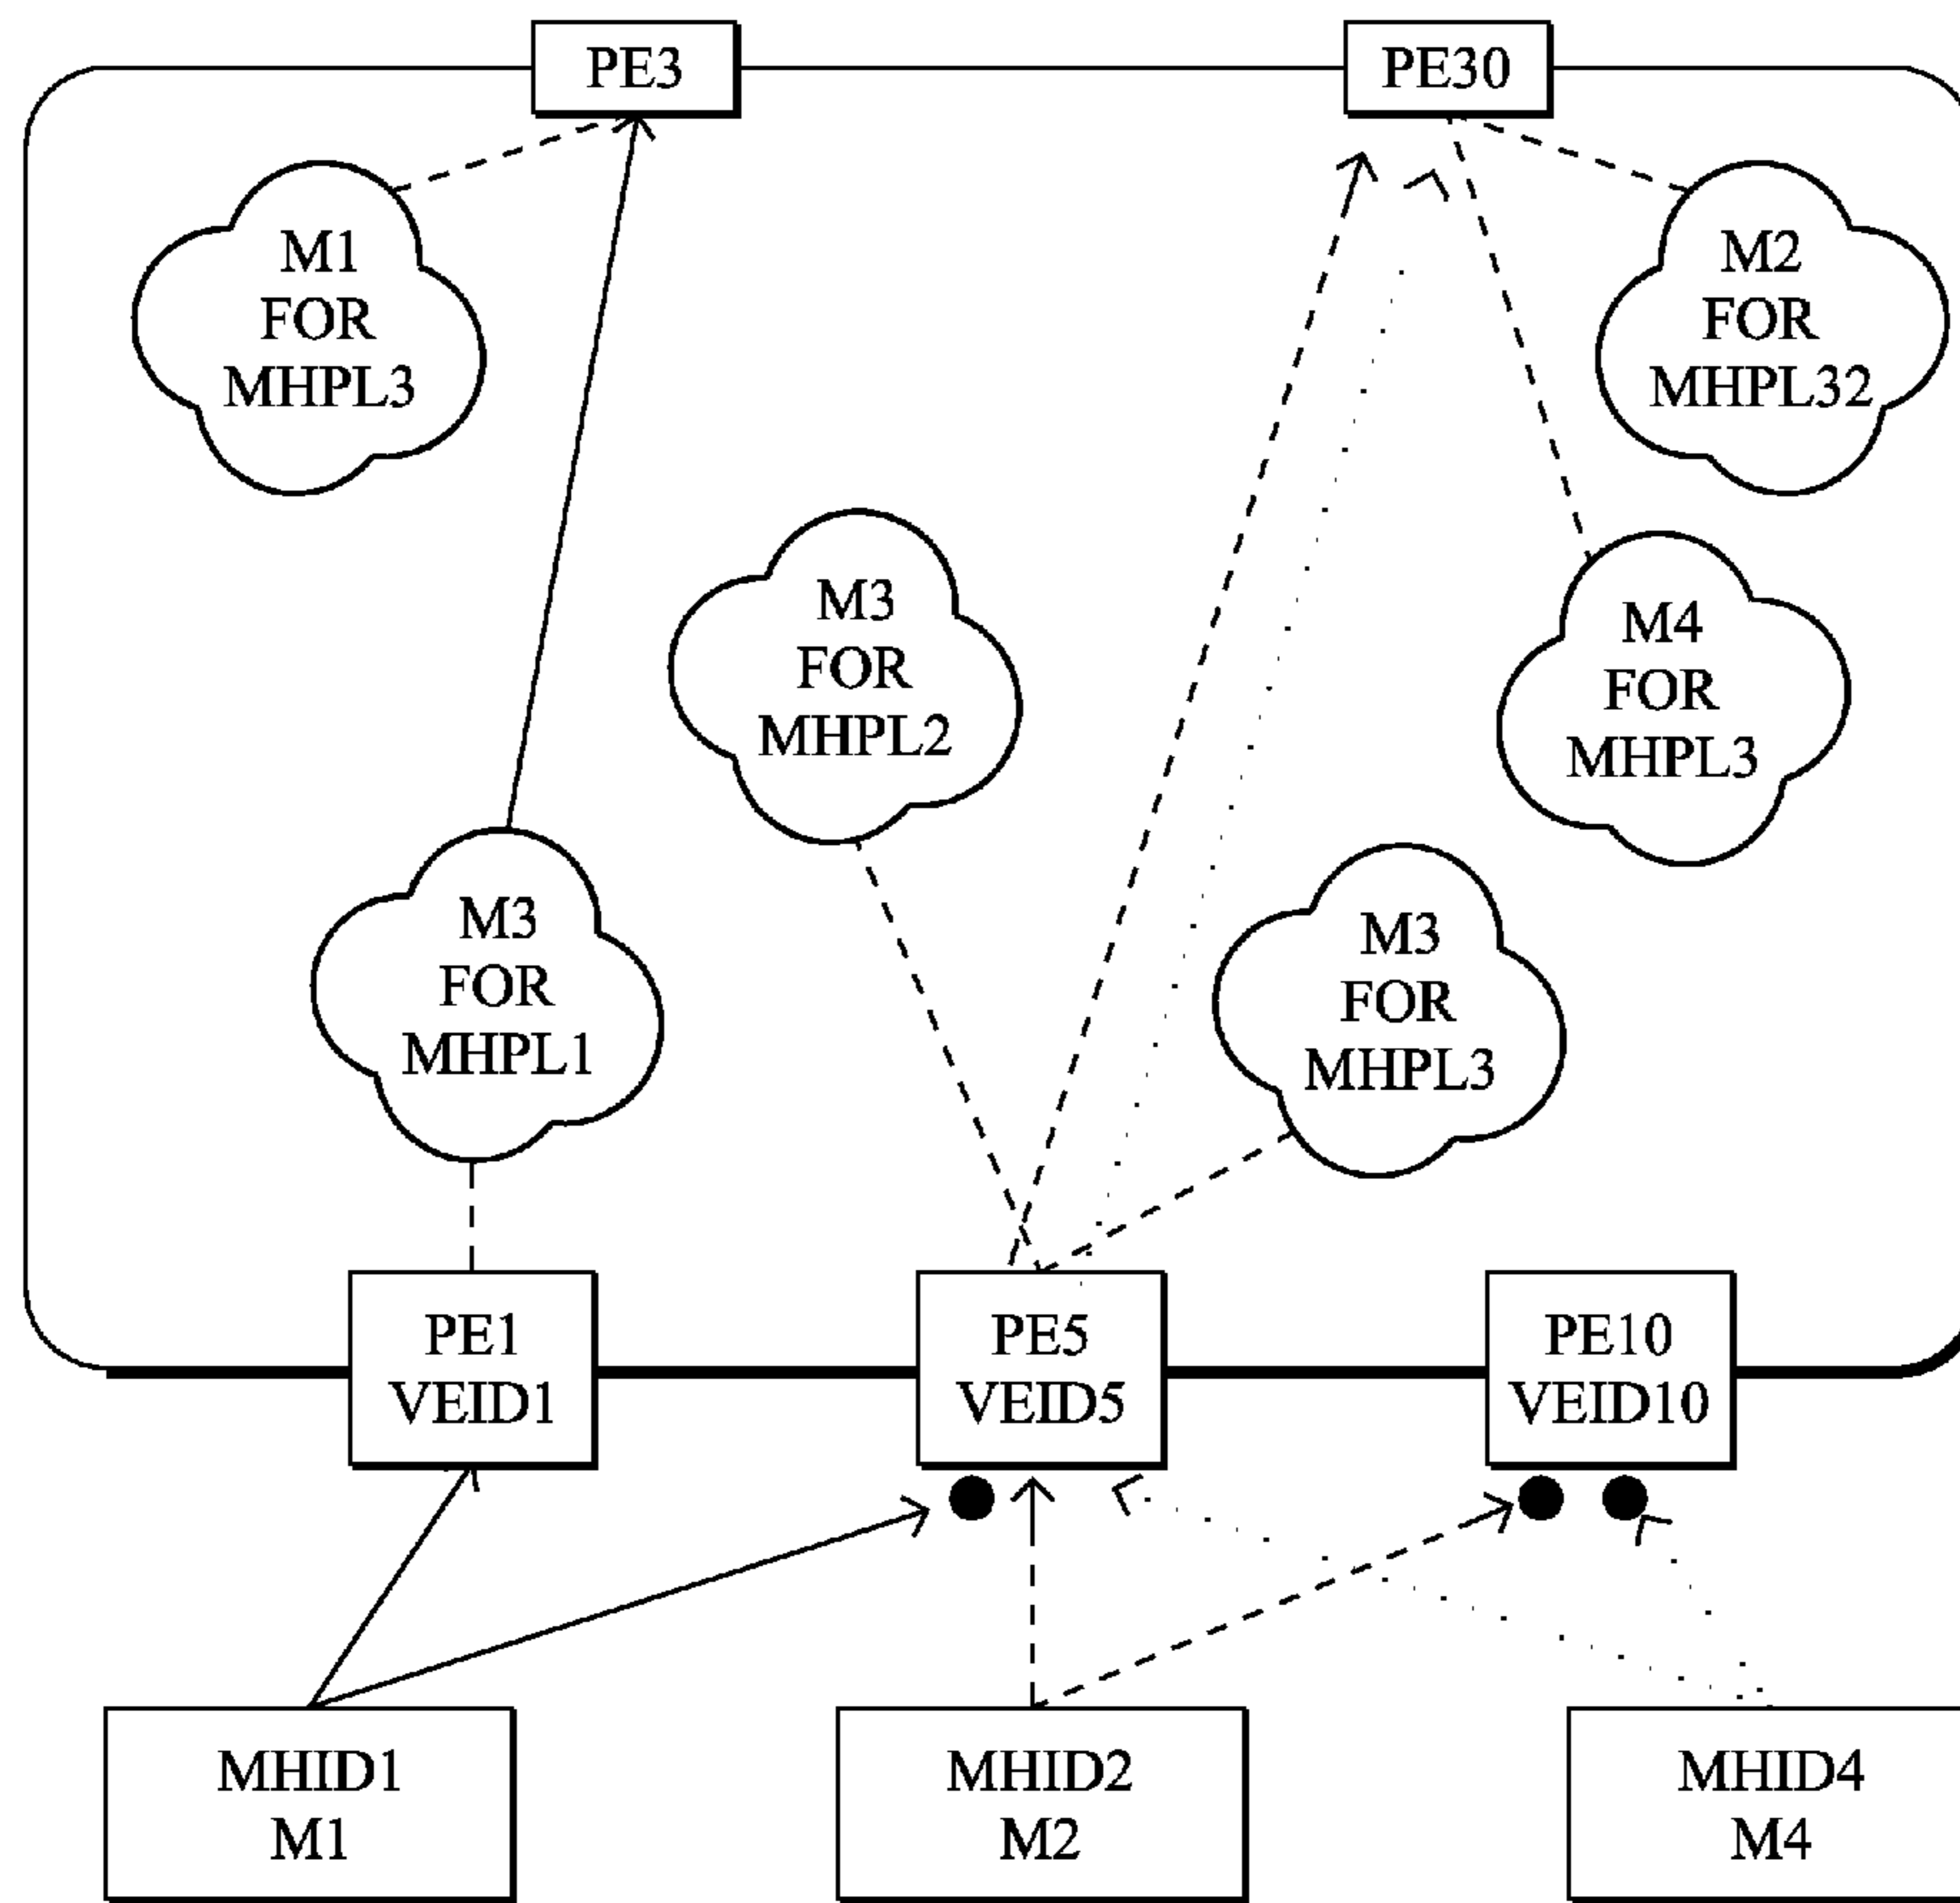 PE3
PE30
M1
FOR
MHPL3
M2
FOR
MHPL32
M3
FOR
MHPL2
M4
FOR
MHPL3
M3
FOR
MHPL1
M3
FOR
MHPL3
PE1
VEID1
PE5
VEID5
PE10
VEID10
MHID1
M1
MHID2
M2
MHID4
M4